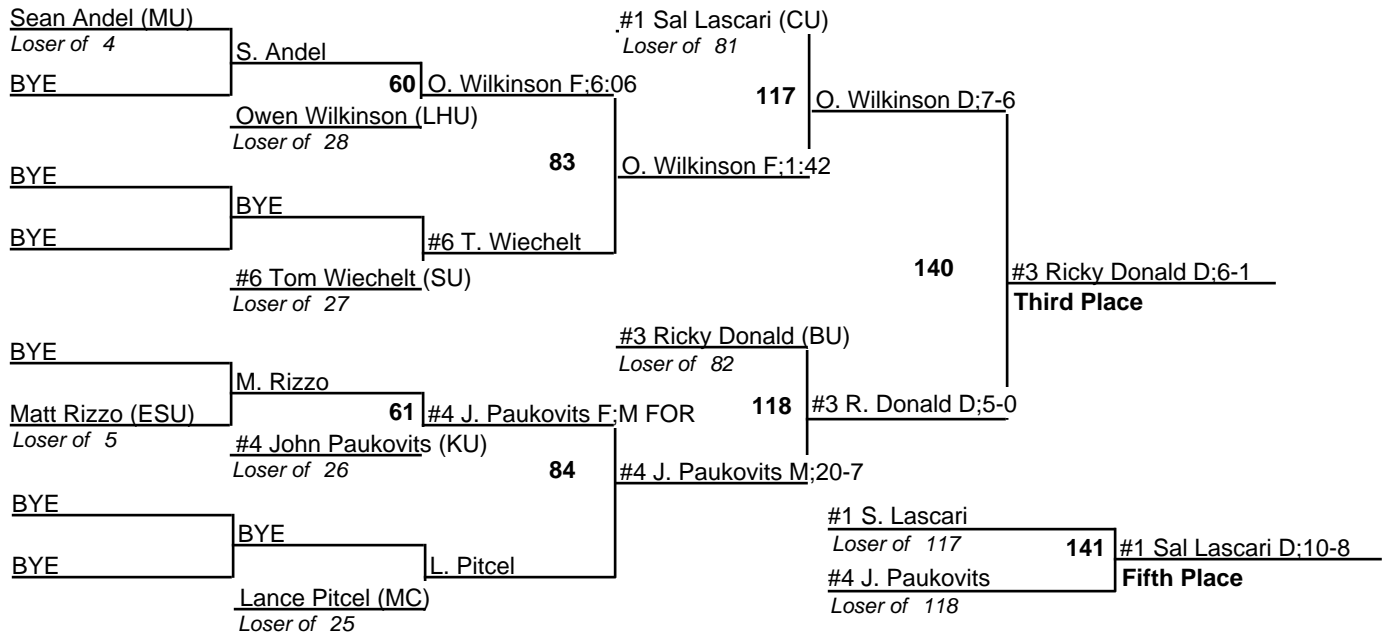 Sean Andel (MU)
Loser of 4
S. Andel
BYE
60
O. Wilkinson F;6:06
Owen Wilkinson (LHU)
Loser of 28
83
BYE
BYE
BYE
#6 T. Wiechelt
#6 Tom Wiechelt (SU)
Loser of 27
#1 Sal Lascari (CU)
Loser of 81
117
O. Wilkinson D;7-6
O. Wilkinson F;1:42
140
#3 Ricky Donald D;6-1
Third Place
BYE
M. Rizzo
Matt Rizzo (ESU)
Loser of 5
61
#4 J. Paukovits F;M FOR
#4 John Paukovits (KU)
Loser of 26
84
BYE
BYE
BYE
L. Pitcel
Lance Pitcel (MC)
Loser of 25
#3 Ricky Donald (BU)
Loser of 82
118
#3 R. Donald D;5-0
#4 J. Paukovits M;20-7
#1 S. Lascari
Loser of 117
141
#1 Sal Lascari D;10-8
#4 J. Paukovits
Fifth Place
Loser of 118